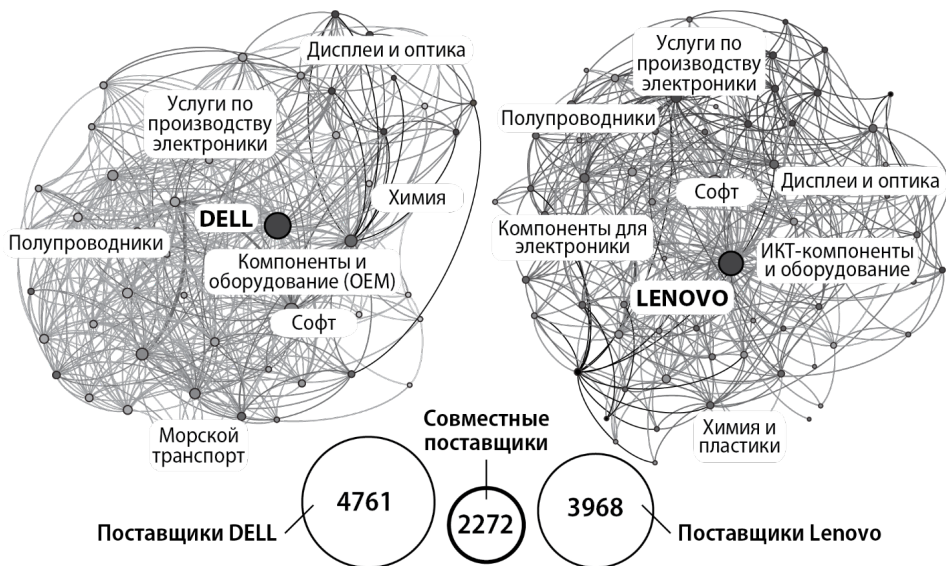 Дисплеи и оптика
Услуги по
производству
электроники
Химия
DELL
Полупроводники
Компоненты и
оборудование (OEM)
Софт
Морской
транспорт
Услуги по
производству
электроники
Полупроводники
Софт
Дисплеи и оптика
Компоненты для
электроники
ИКТ-компоненты
и оборудование
LENOVO
Химия и
пластики
Совместные
поставщики
4761
2272
3968
Поставщики DELL
Поставщики Lenovo